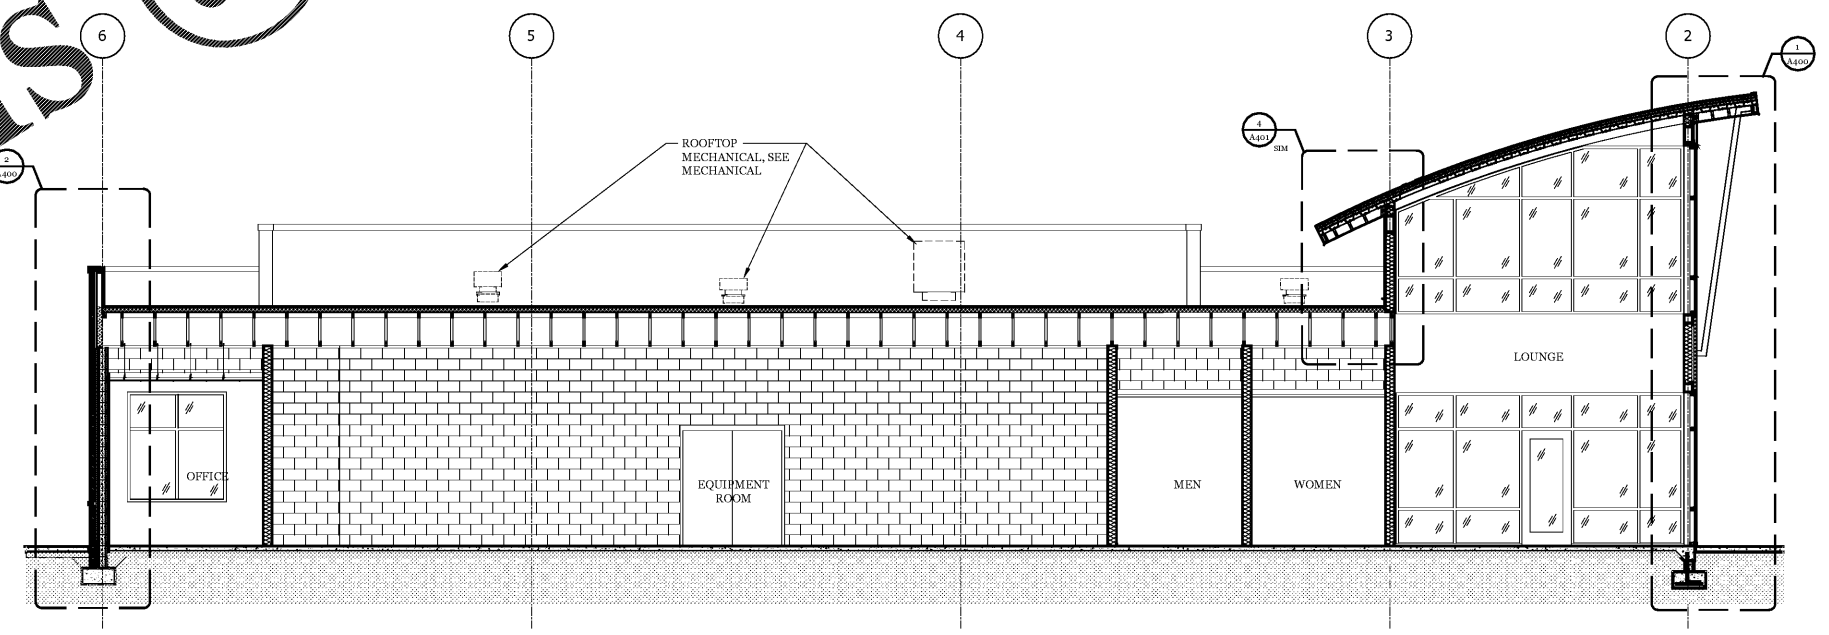 6
5
4
3
2
1
A400
4
A401
SIM
2
A400
ROOFTOP
MECHANICAL, SEE
MECHANICAL
LOUNGE
OFFICE
EQUIPMENT
ROOM
MEN
WOMEN